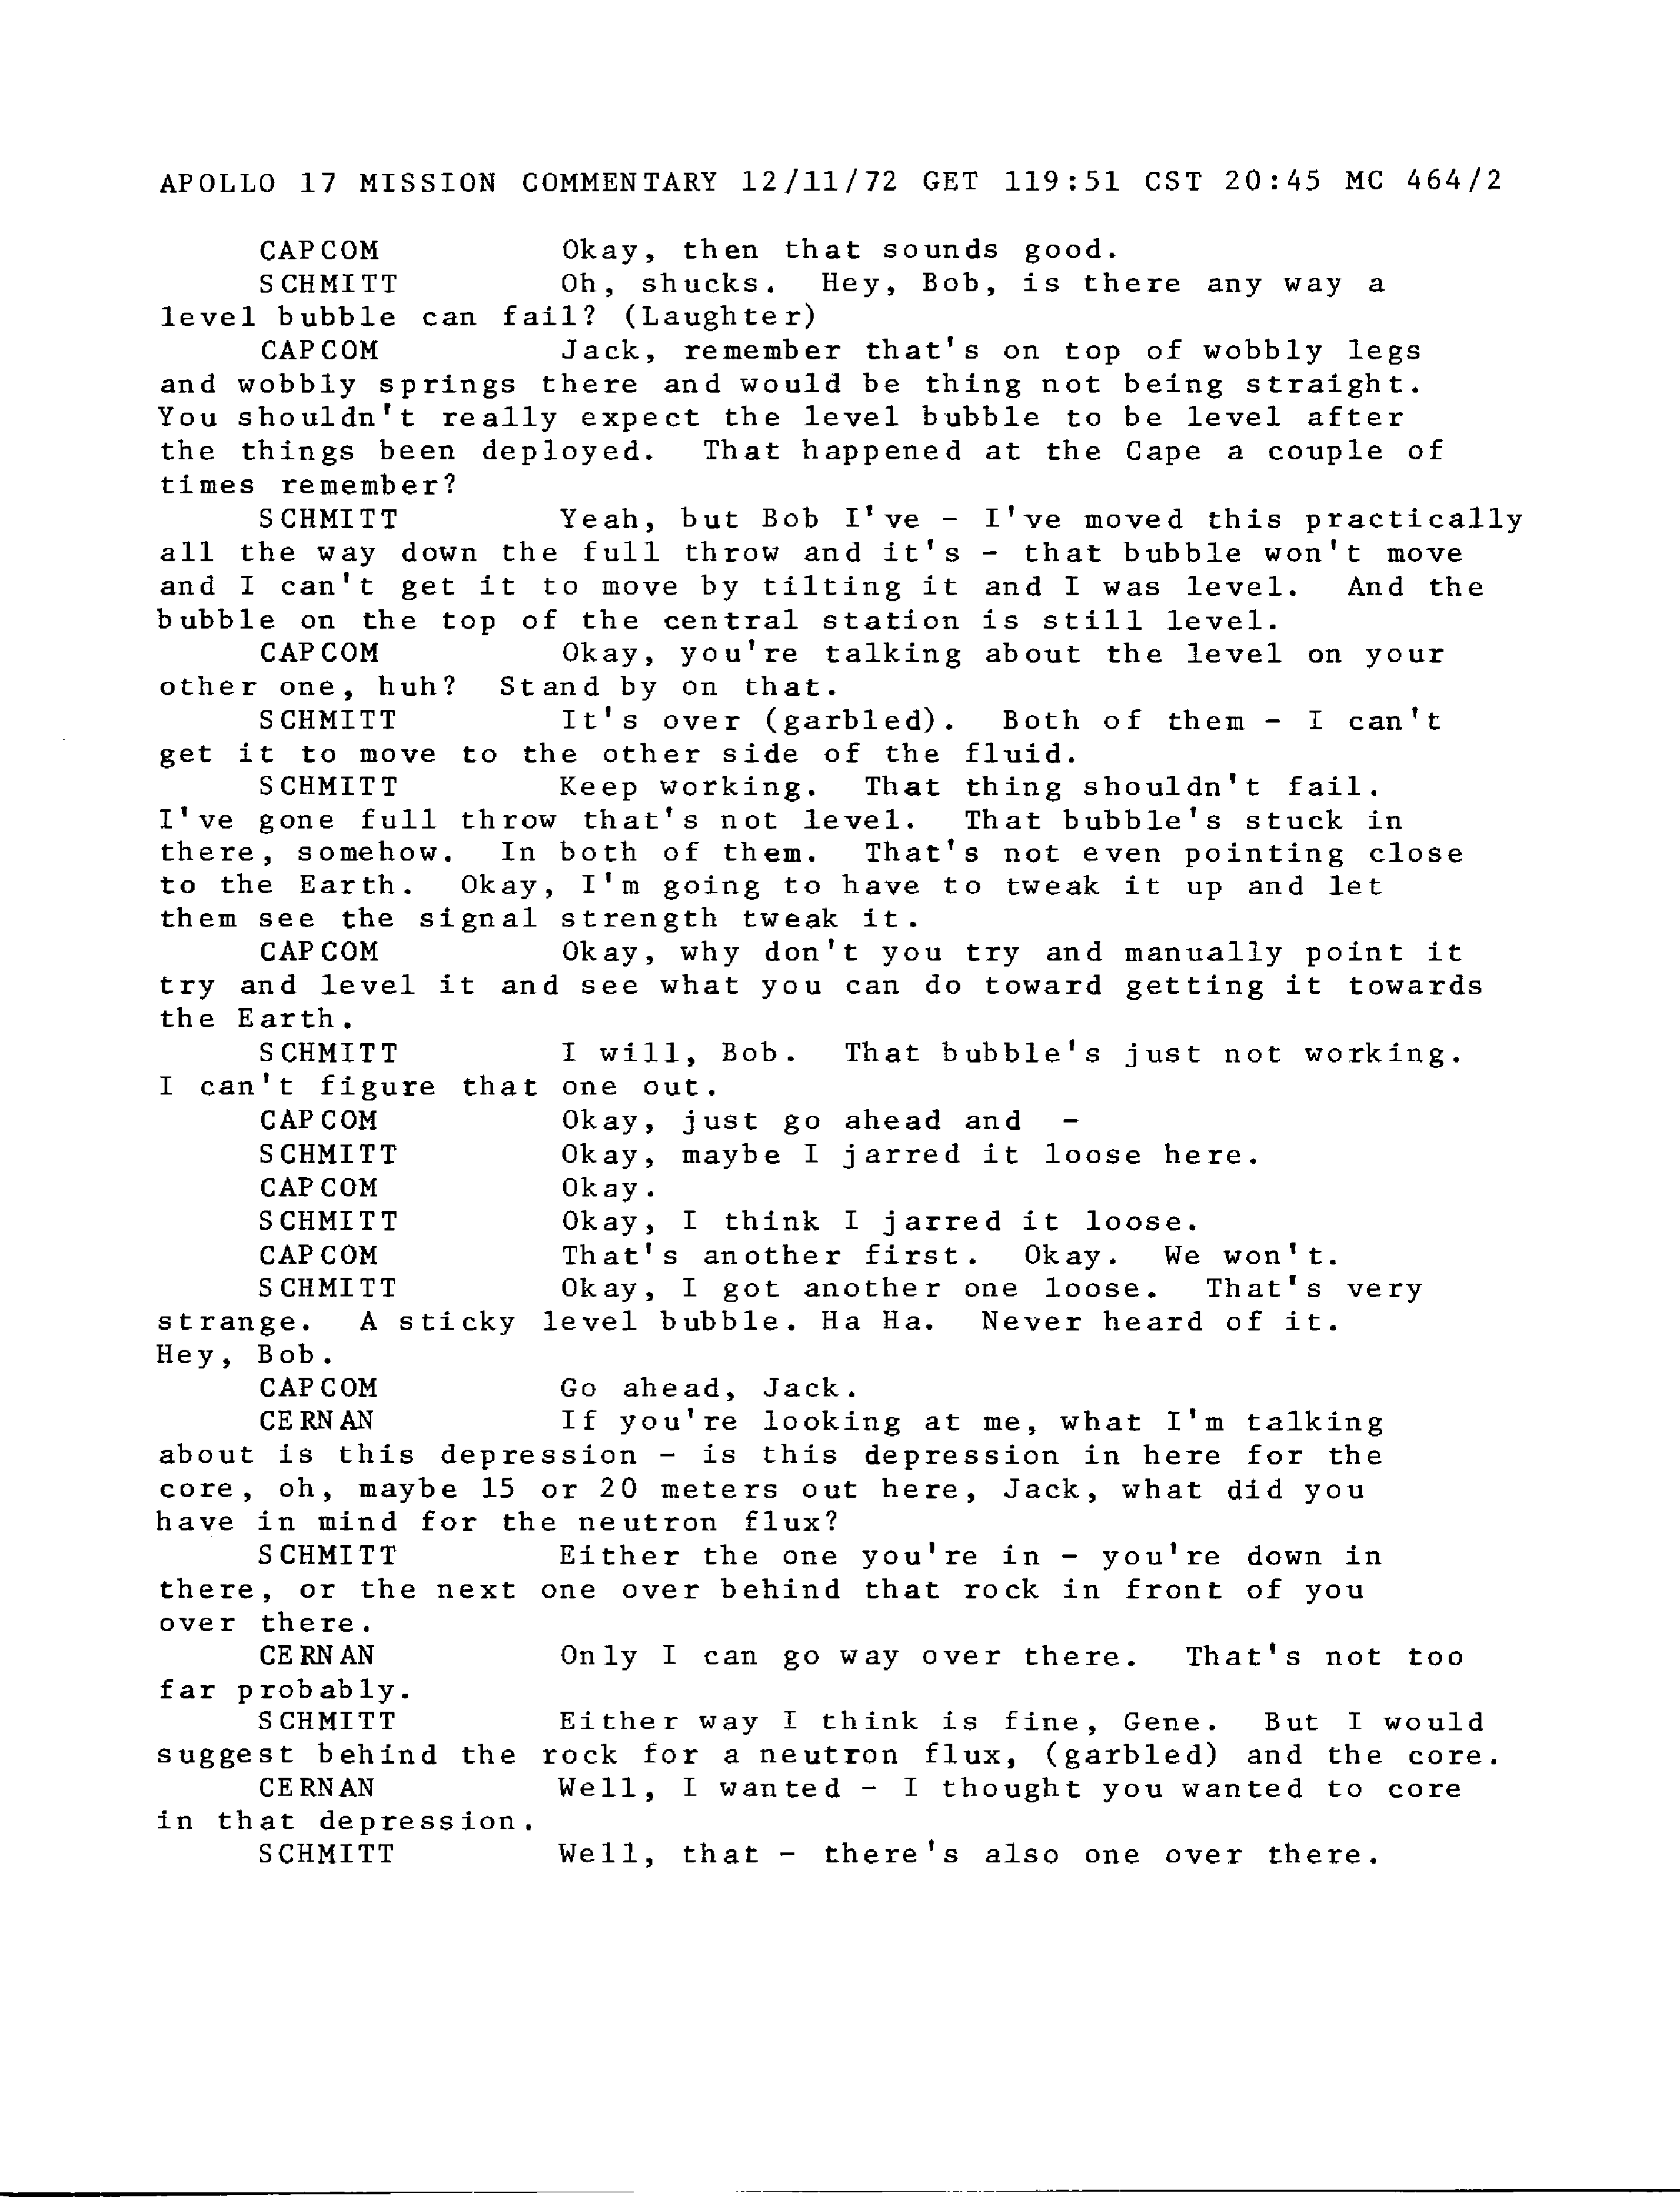 APOLLO 17 MISSION COMMENTARY 12/11/72 GET 119:51 CST 20:45 MC 464/2
CAPCOM Okay, then that sounds good.
SCHMITT Oh, shucks. Hey, Bob, is there any way a
level bubble can fail? (Laughter)
CAPCOM Jack, remember that's on top of wobbly legs
and wobbly springs there and would be thing not being straight.
You shouldn't really expect the level bubble to be level after
the things been deployed. That happened at the Cape a couple of
times remember?
SCHMITT Yeah, but Bob I've - I've moved this practically
all the way down the full throw and it's - that bubble won't move
and I can't get it to move by tilting it and I was level. And the
bubble on the top of the central station is still level.
CAPCOM Okay, you're talking about the level on your
other one, huh? Stand by on that.
SCHMITT It's over (garbled). Both of them - I can't
get it to move to the other side of the fluid.
SCHMITT Keep working. That thing shouldn't fail.
I've gone full throw that's not level. That bubble's stuck in
there, somehow. In both of them. That's not even pointing close
to the Earth. Okay, I'm going to have to tweak it up and let
them see the signal strength tweak it.
CAPCOM Okay, why don't you try and manually point it
try and level it and see what you can do toward getting it towards
the Earth.
SCHMITT I will, Bob. That bubble's just not working.
I can't figure that one out.
CAPCOM Okay, just go ahead and -
SCHMITT Okay, maybe I jarred it loose here.
CAPCOM Okay.
SCHMITT Okay, I think I jarred it loose.
CAPCOM That's another first. Okay. We won't.
SCHMITT Okay, I got another one loose. That's very
strange. A sticky level bubble. Ha Ha. Never heard of it.
Hey, Bob.
CAPCOM Go ahead, Jack.
CERNAN If you're looking at me, what I'm talking
about is this depression - is this depression in here for the
core, oh, maybe 15 or 20 meters out here, Jack, what did you
have in mind for the neutron flux?
SCHMITT Either the one you're in - you're down in
there, or the next one over behind that rock in front of you
over there.
CERNAN Only I can go way over there. That's not too
far probably.
SCHMITT Either way I think is fine, Gene. But I would
suggest behind the rock for a neutron flux, (garbled) and the core.
CERNAN Well, I wanted - I thought you wanted to core
in that depression.
SCHMITT Well, that - there's also one over there.